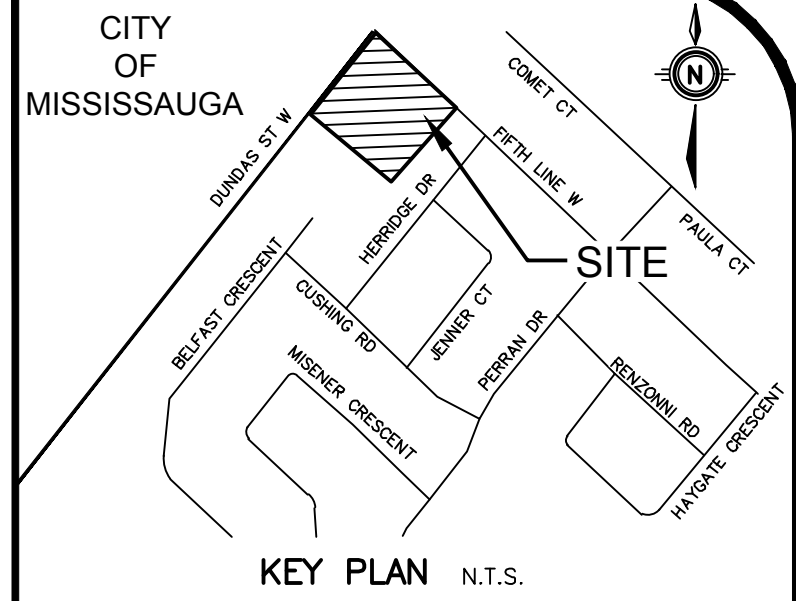 CITY
OF
MISSISSAUGA
N
COMET CT
DUNDAS ST W
FIFTH LINE W
HERRIDGE DR
PAULA CT
SITE
BELFAST CRESCENT
CUSHING RD
JENNER CT
PERRAN DR
MISENER CRESCENT
RENZONNI RD
HAYGATE CRESCENT
KEY PLAN N.T.S.